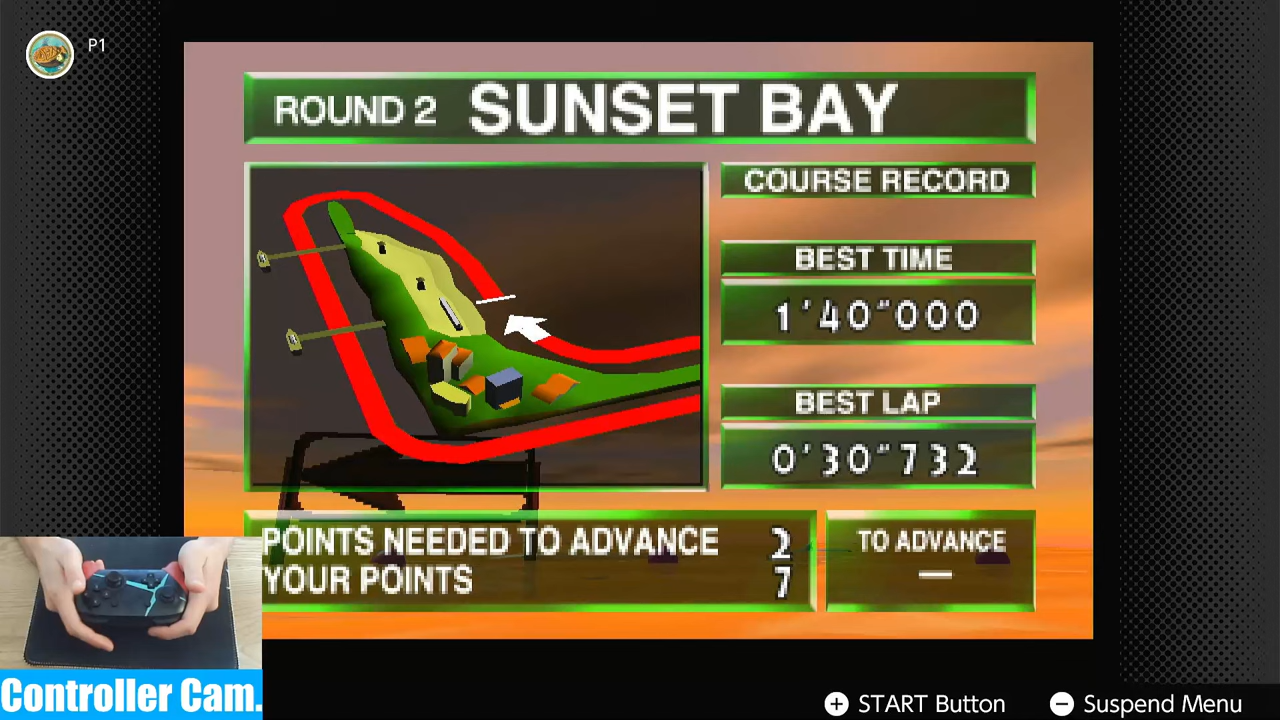 P1
ROUND 2 SUNSET BAY
COURSE RECORD
BEST TIME
1'40"000
BEST LAP
0'30"732
POINTS NEEDED TO ADVANCE 2
YOUR POINTS 7
TO ADVANCE
—
Controller Cam.
START Button
Suspend Menu